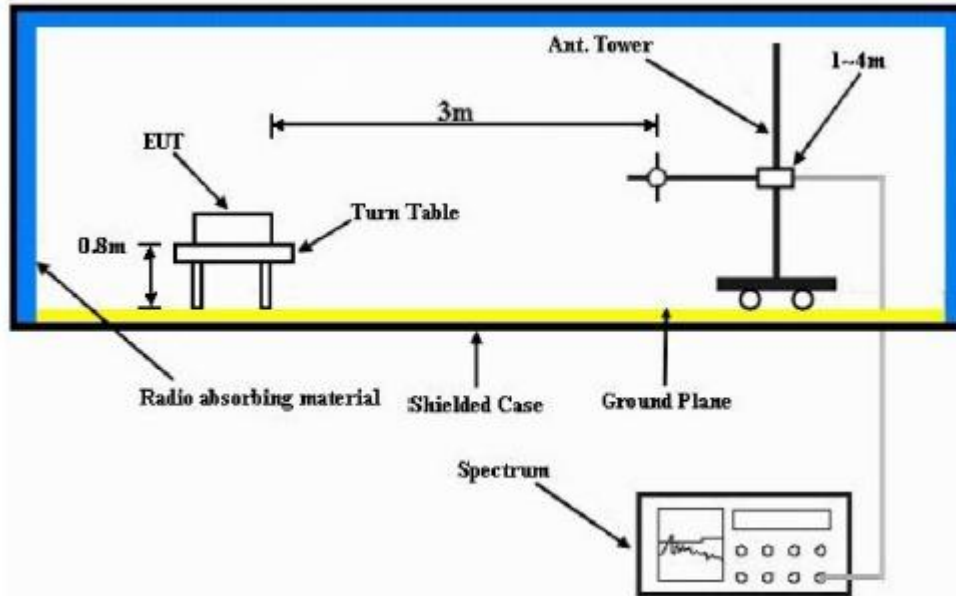 Ant. Tower
1~4m
3m
EUT
Turn Table
0.8m
Radio absorbing material
Shielded Case
Ground Plane
Spectrum